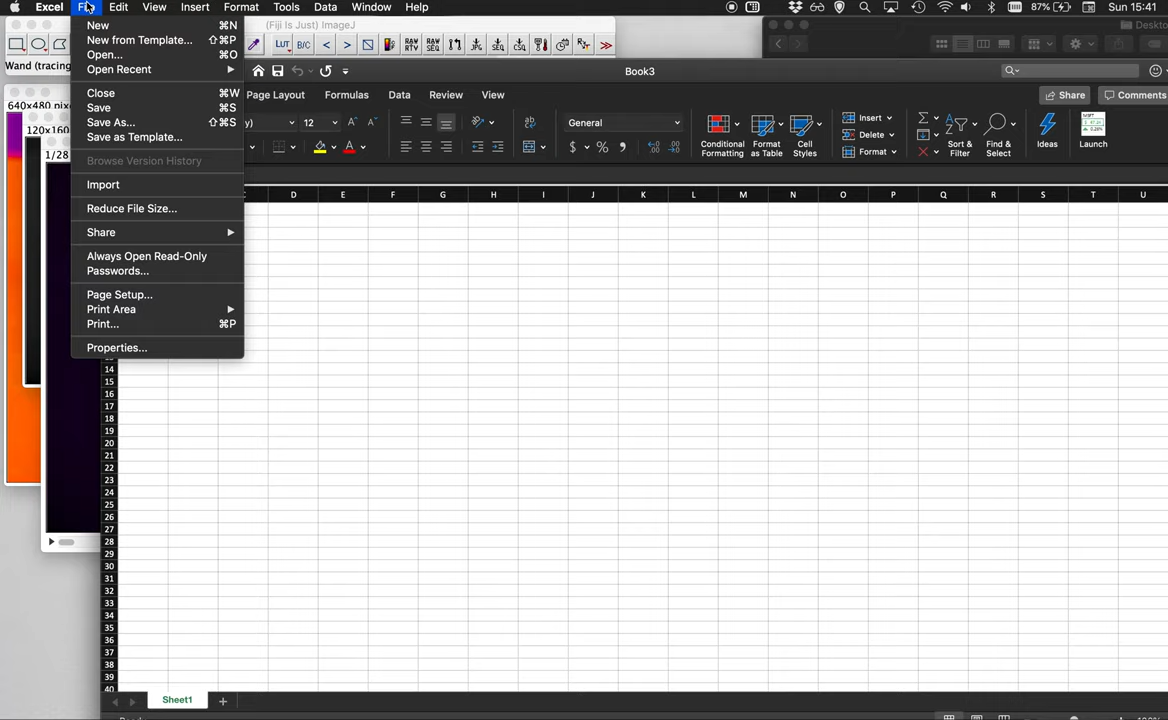 Excel File Edit View Insert Format Tools Data Window Help 87% Sun 15:41
(Fiji Is Just) ImageJ
Deskto
LUT B/C
Wand (tracing
New ⌘N
New from Template... ⇧⌘P
Open... ⌘O
Open Recent
Close ⌘W
Save ⌘S
Save As... ⇧⌘S
Save as Template...
Browse Version History
Import
Reduce File Size...
Share
Always Open Read-Only
Passwords...
Page Setup...
Print Area
Print... ⌘P
Properties...
640x480 pixe
120x160
1/28
Book3
Page Layout Formulas Data Review View Share Comments
12 General
Conditional Formatting
Format as Table
Cell Styles
Insert
Delete
Format
Sort & Filter
Find & Select
Ideas
Launch
D E F G H I J K L M N O P Q R S T U
14
15
16
17
18
19
20
21
22
23
24
25
26
27
28
29
30
31
32
33
34
35
36
37
38
39
40
Sheet1